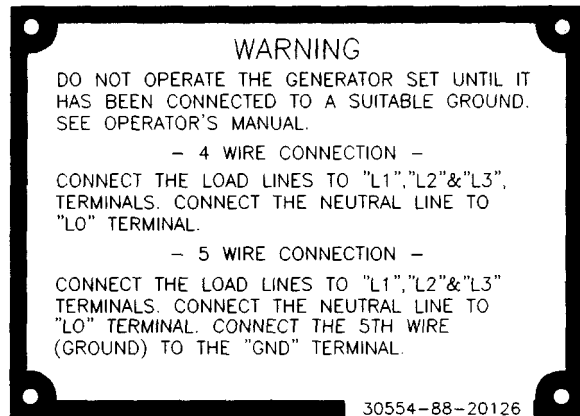 WARNING
DO NOT OPERATE THE GENERATOR SET UNTIL IT
HAS BEEN CONNECTED TO A SUITABLE GROUND.
SEE OPERATOR'S MANUAL.
– 4 WIRE CONNECTION –
CONNECT THE LOAD LINES TO "L1","L2"&"L3",
TERMINALS. CONNECT THE NEUTRAL LINE TO
"LO" TERMINAL.
– 5 WIRE CONNECTION –
CONNECT THE LOAD LINES TO "L1","L2"&"L3"
TERMINALS. CONNECT THE NEUTRAL LINE TO
"LO" TERMINAL. CONNECT THE 5TH WIRE
(GROUND) TO THE "GND" TERMINAL.
30554-88-20126